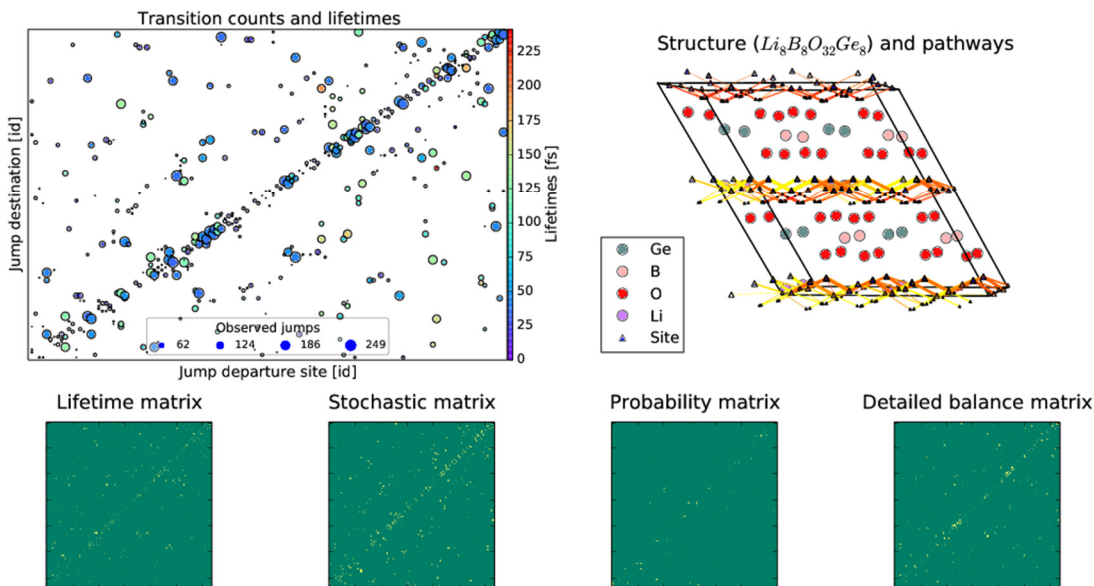 Transition counts and lifetimes
Jump destination [id]
225
200
175
150
125
100
75
50
25
0
Lifetimes [fs]
Observed jumps
62 124 186 249
Jump departure site [id]
Structure (Li₈B₈O₃₂Ge₈) and pathways
Ge
B
O
Li
Site
Lifetime matrix
Stochastic matrix
Probability matrix
Detailed balance matrix